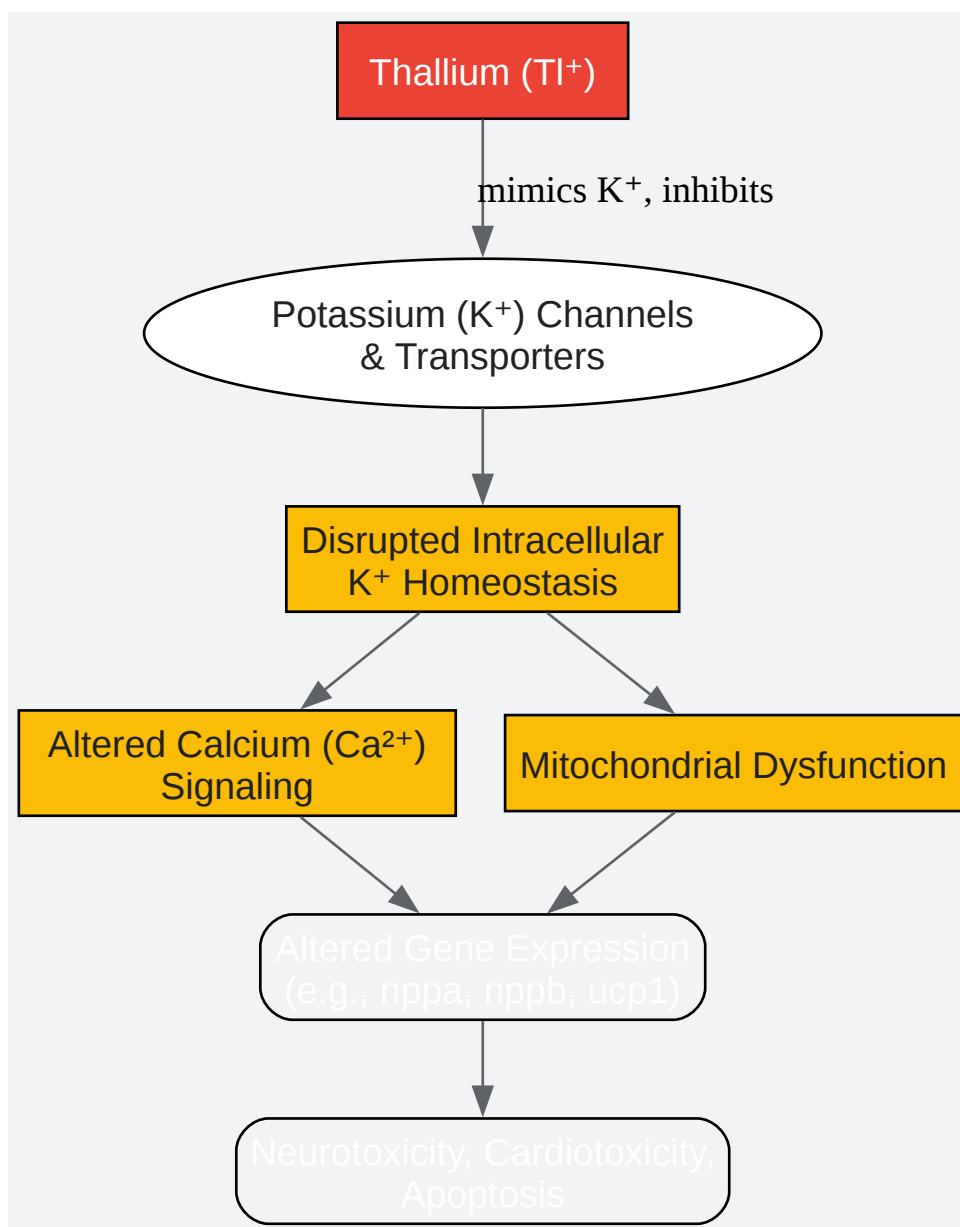 Thallium (Tl⁺)
mimics K⁺, inhibits
Potassium (K⁺) Channels
& Transporters
Disrupted Intracellular
K⁺ Homeostasis
Altered Calcium (Ca²⁺)
Signaling
Mitochondrial Dysfunction
Altered Gene Expression
(e.g., nppa, nppb, ucp1)
Neurotoxicity, Cardiotoxicity,
Apoptosis